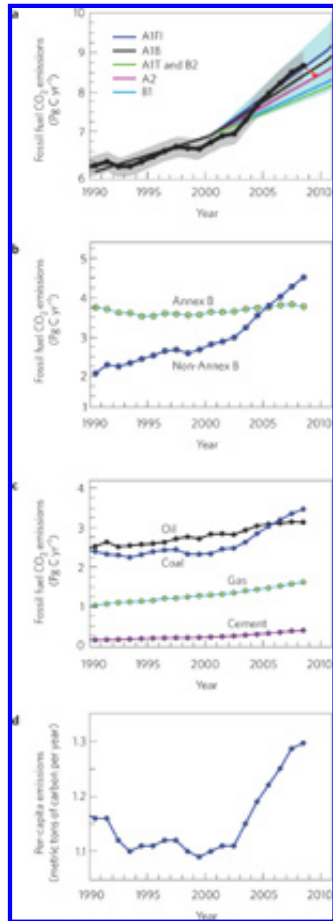 a
A1FI
A1B
A1T and B2
A2
B1
Fossil fuel CO₂ emissions
(Pg C yr⁻¹)
10
9
8
7
6
1990 1995 2000 2005 2010
Year
b
Fossil fuel CO₂ emissions
(Pg C yr⁻¹)
5
4
3
2
1
Annex B
Non-Annex B
1990 1995 2000 2005 2010
Year
c
Fossil fuel CO₂ emissions
(Pg C yr⁻¹)
4
3
2
1
0
Oil
Coal
Gas
Cement
1990 1995 2000 2005 2010
Year
d
Per-capita emissions
(metric tons of carbon per year)
1.3
1.2
1.1
1990 1995 2000 2005 2010
Year